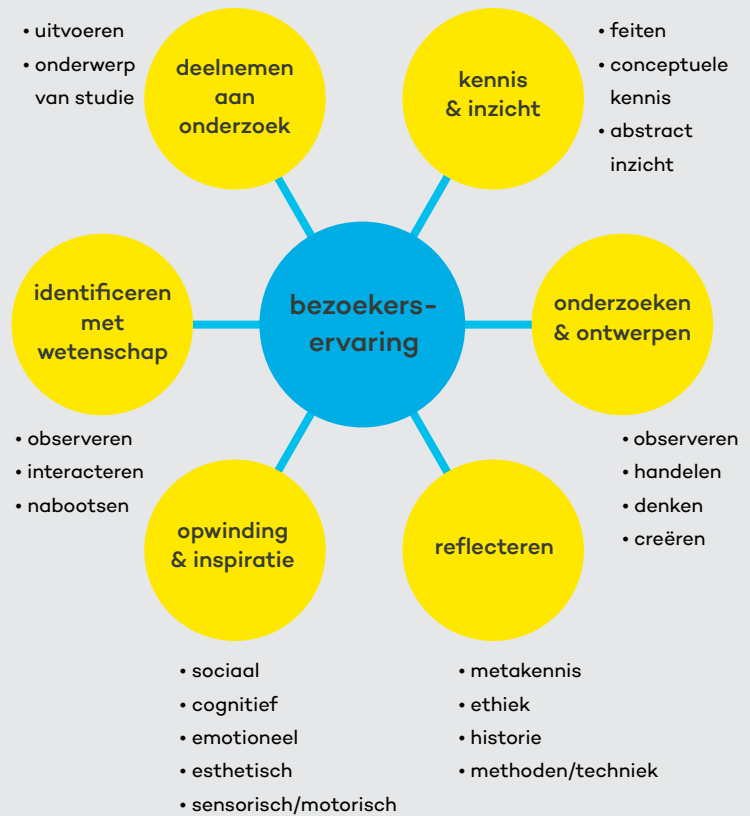 • uitvoeren
• onderwerp
van studie
deelnemen
aan
onderzoek
kennis
& inzicht
• feiten
• conceptuele
kennis
• abstract
inzicht
identificeren
met
wetenschap
• observeren
• interacteren
• nabootsen
bezoekers-
ervaring
onderzoeken
& ontwerpen
• observeren
• handelen
• denken
• creëren
opwinding
& inspiratie
• sociaal
• cognitief
• emotioneel
• esthetisch
• sensorisch/motorisch
reflecteren
• metakennis
• ethiek
• historie
• methoden/techniek